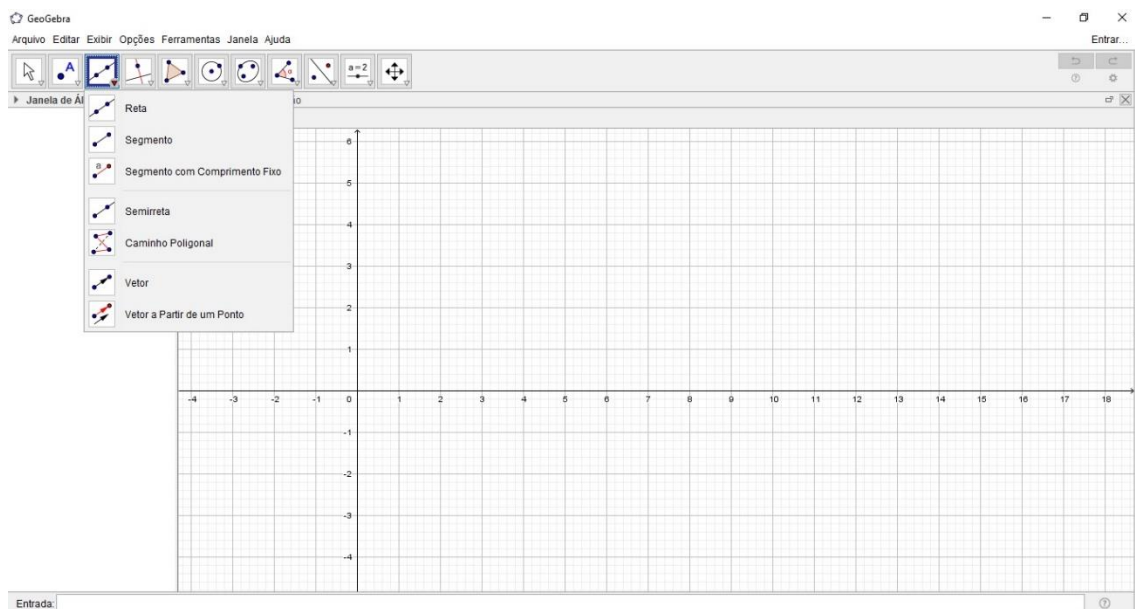 GeoGebra
Arquivo Editar Exibir Opções Ferramentas Janela Ajuda
Entrar...
A
α
a=2
Janela de Ál
Reta
Segmento
a
Segmento com Comprimento Fixo
Semirreta
Caminho Poligonal
Vetor
Vetor a Partir de um Ponto
6
5
4
3
2
1
-4 -3 -2 -1 0 1 2 3 4 5 6 7 8 9 10 11 12 13 14 15 16 17 18
-1
-2
-3
-4
Entrada: